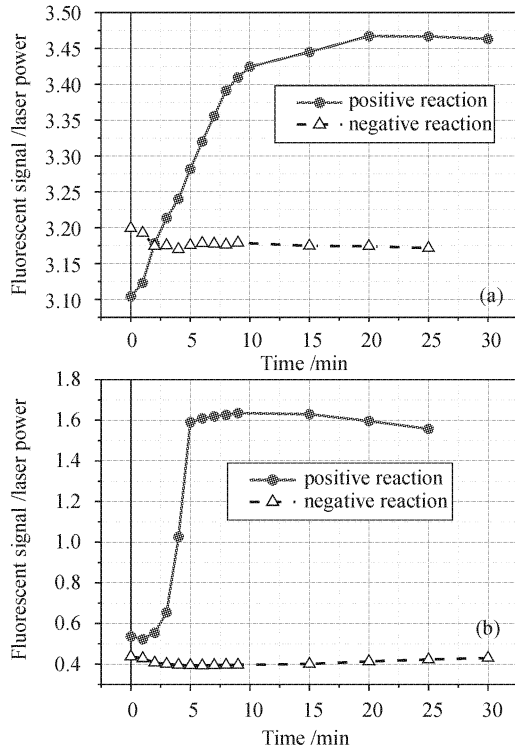 Fluorescent signal /laser power
3.50
3.45
3.40
3.35
3.30
3.25
3.20
3.15
3.10
positive reaction
negative reaction
(a)
0 5 10 15 20 25 30
Time /min
Fluorescent signal /laser power
1.8
1.6
1.4
1.2
1.0
0.8
0.6
0.4
positive reaction
negative reaction
(b)
0 5 10 15 20 25 30
Time /min